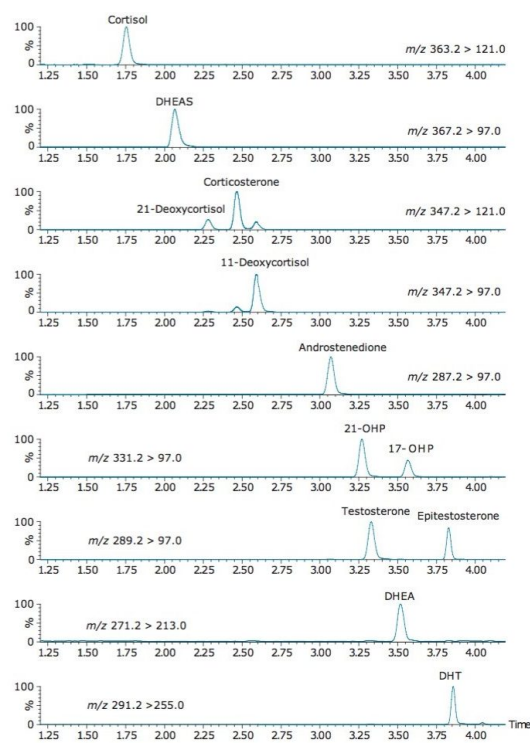 Cortisol
100
%
0
m/z 363.2 > 121.0
1.25 1.50 1.75 2.00 2.25 2.50 2.75 3.00 3.25 3.50 3.75 4.00
DHEAS
100
%
0
m/z 367.2 > 97.0
1.25 1.50 1.75 2.00 2.25 2.50 2.75 3.00 3.25 3.50 3.75 4.00
Corticosterone
100
21-Deoxycortisol
%
0
m/z 347.2 > 121.0
1.25 1.50 1.75 2.00 2.25 2.50 2.75 3.00 3.25 3.50 3.75 4.00
11-Deoxycortisol
100
%
0
m/z 347.2 > 97.0
1.25 1.50 1.75 2.00 2.25 2.50 2.75 3.00 3.25 3.50 3.75 4.00
Androstenedione
100
%
0
m/z 287.2 > 97.0
1.25 1.50 1.75 2.00 2.25 2.50 2.75 3.00 3.25 3.50 3.75 4.00
21-OHP
100
17-OHP
%
0
m/z 331.2 > 97.0
1.25 1.50 1.75 2.00 2.25 2.50 2.75 3.00 3.25 3.50 3.75 4.00
Testosterone Epitestosterone
100
%
0
m/z 289.2 > 97.0
1.25 1.50 1.75 2.00 2.25 2.50 2.75 3.00 3.25 3.50 3.75 4.00
DHEA
100
%
0
m/z 271.2 > 213.0
1.25 1.50 1.75 2.00 2.25 2.50 2.75 3.00 3.25 3.50 3.75 4.00
DHT
100
%
0
m/z 291.2 >255.0
Time
1.25 1.50 1.75 2.00 2.25 2.50 2.75 3.00 3.25 3.50 3.75 4.00